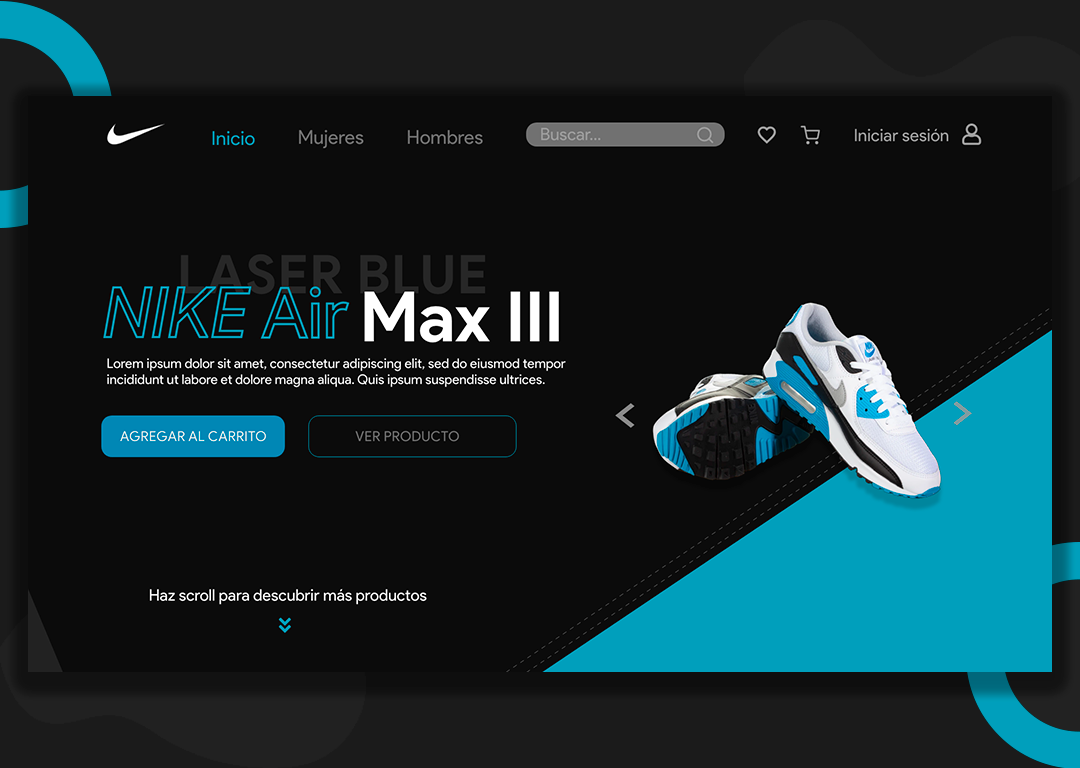 Inicio
Mujeres
Hombres
Buscar...
Iniciar sesión
LASER BLUE
NIKE Air Max III
Lorem ipsum dolor sit amet, consectetur adipiscing elit, sed do eiusmod tempor
incididunt ut labore et dolore magna aliqua. Quis ipsum suspendisse ultrices.
AGREGAR AL CARRITO
VER PRODUCTO
Haz scroll para descubrir más productos